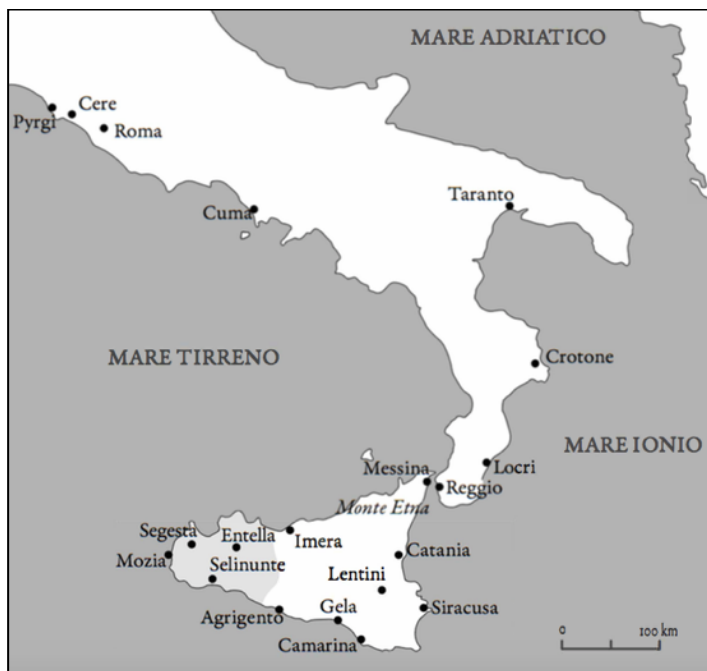 MARE ADRIATICO
Cere
Pyrgi
Roma
Taranto
Cuma
MARE TIRRENO
Crotone
MARE IONIO
Messina
Locri
Reggio
Monte Etna
Segesta
Entella
Imera
Mozia
Catania
Selinunte
Lentini
Agrigento
Gela
Siracusa
Camarina
0 100 km